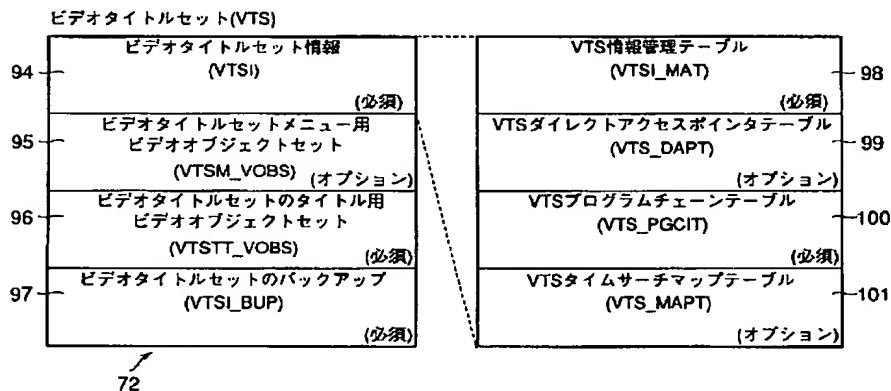 ビデオタイトルセット(VTS)
94
ビデオタイトルセット情報
(VTSI)
(必須)
95
ビデオタイトルセットメニュー用
ビデオオブジェクトセット
(VTSM_VOBS)
(オプション)
96
ビデオタイトルセットのタイトル用
ビデオオブジェクトセット
(VTSTT_VOBS)
(必須)
97
ビデオタイトルセットのバックアップ
(VTSI_BUP)
(必須)
72
VTS情報管理テーブル
(VTSI_MAT)
(必須)
98
VTSダイレクトアクセスポインタテーブル
(VTS_DAPT)
(オプション)
99
VTSプログラムチェーンテーブル
(VTS_PGCIT)
(必須)
100
VTSタイムサーチマップテーブル
(VTS_MAPT)
(オプション)
101